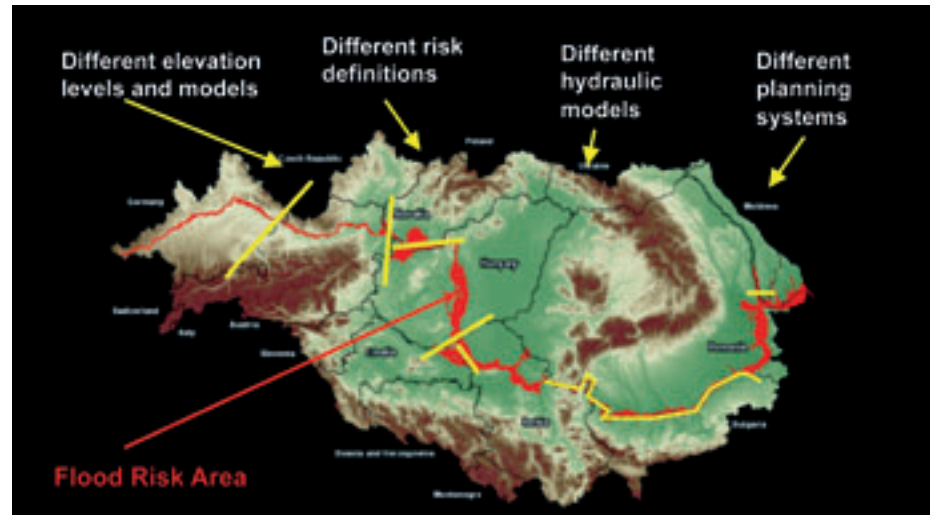 Different elevation
levels and models
Different risk
definitions
Different
hydraulic
models
Different
planning
systems
Poland
Czech Republic
Ukraine
Germany
Moldova
Slovakia
Hungary
Switzerland
Italy
Austria
Slovenia
Croatia
Romania
Serbia
Bulgaria
Bosnia and Herzegovina
Montenegro
Flood Risk Area